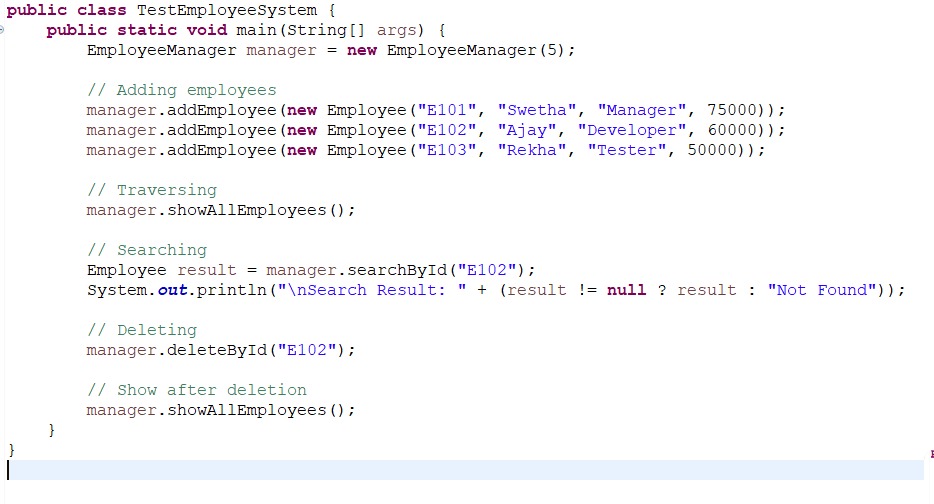 public class TestEmployeeSystem {
    public static void main(String[] args) {
        EmployeeManager manager = new EmployeeManager(5);

        // Adding employees
        manager.addEmployee(new Employee("E101", "Swetha", "Manager", 75000));
        manager.addEmployee(new Employee("E102", "Ajay", "Developer", 60000));
        manager.addEmployee(new Employee("E103", "Rekha", "Tester", 50000));

        // Traversing
        manager.showAllEmployees();

        // Searching
        Employee result = manager.searchById("E102");
        System.out.println("\nSearch Result: " + (result != null ? result : "Not Found"));

        // Deleting
        manager.deleteById("E102");

        // Show after deletion
        manager.showAllEmployees();
    }
}